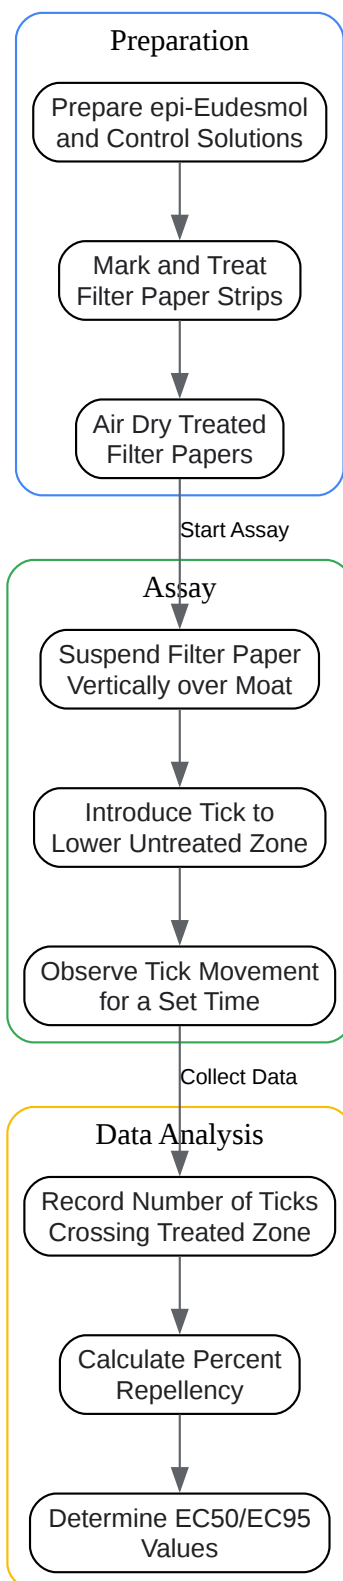 Preparation
Prepare epi-Eudesmol
and Control Solutions
Mark and Treat
Filter Paper Strips
Air Dry Treated
Filter Papers
Start Assay
Assay
Suspend Filter Paper
Vertically over Moat
Introduce Tick to
Lower Untreated Zone
Observe Tick Movement
for a Set Time
Collect Data
Data Analysis
Record Number of Ticks
Crossing Treated Zone
Calculate Percent
Repellency
Determine EC50/EC95
Values